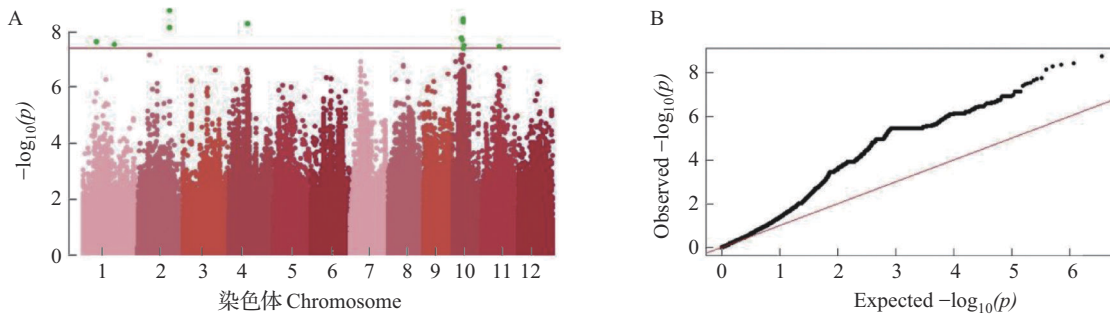 A
8
6
4
2
0
−log₁₀(p)
1 2 3 4 5 6 7 8 9 10 11 12
染色体 Chromosome
B
8
6
4
2
0
Observed −log₁₀(p)
0 1 2 3 4 5 6
Expected −log₁₀(p)